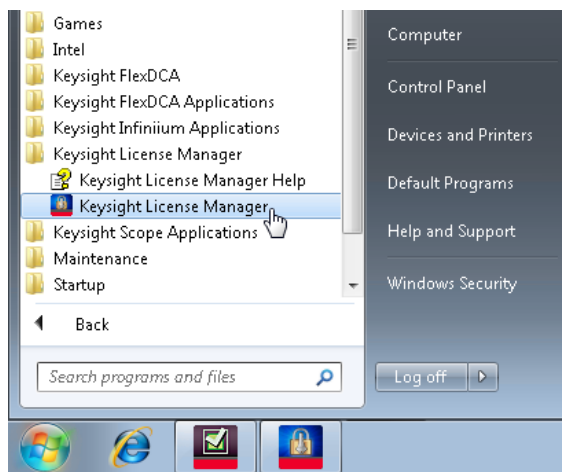 Games
Intel
Keysight FlexDCA
Keysight FlexDCA Applications
Keysight Infiniium Applications
Keysight License Manager
Keysight License Manager Help
Keysight License Manager
Keysight Scope Applications
Maintenance
Startup
Back
Search programs and files
Computer
Control Panel
Devices and Printers
Default Programs
Help and Support
Windows Security
Log off